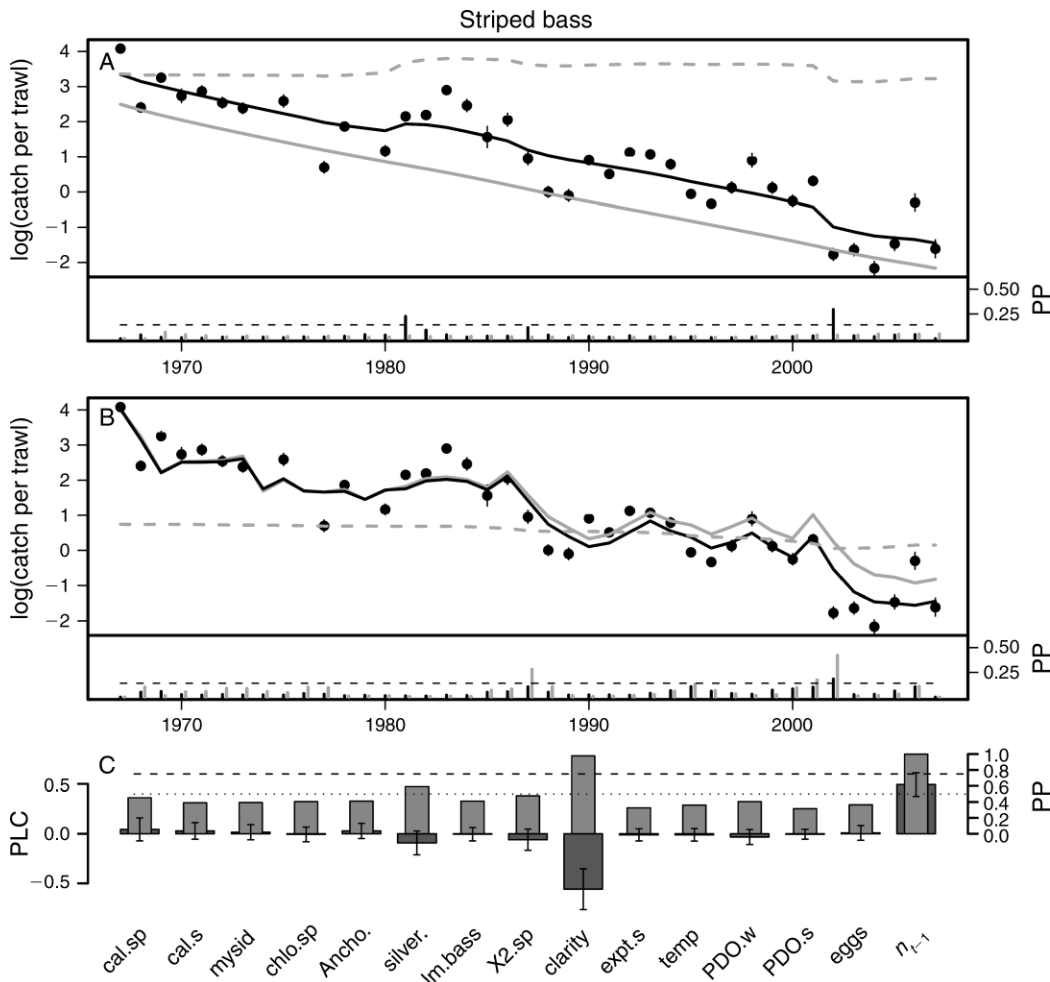 Striped bass
A
log(catch per trawl)
4
3
2
1
0
−1
−2
0.50
0.25
PP
1970
1980
1990
2000
B
log(catch per trawl)
4
3
2
1
0
−1
−2
0.50
0.25
PP
1970
1980
1990
2000
C
PLC
0.5
0.0
−0.5
1.0
0.8
0.6
0.4
0.2
0.0
PP
cal.sp
cal.s
mysid
chlo.sp
Ancho.
silver.
lm.bass
X2.sp
clarity
expt.s
temp
PDO.w
PDO.s
eggs
n_{t−1}